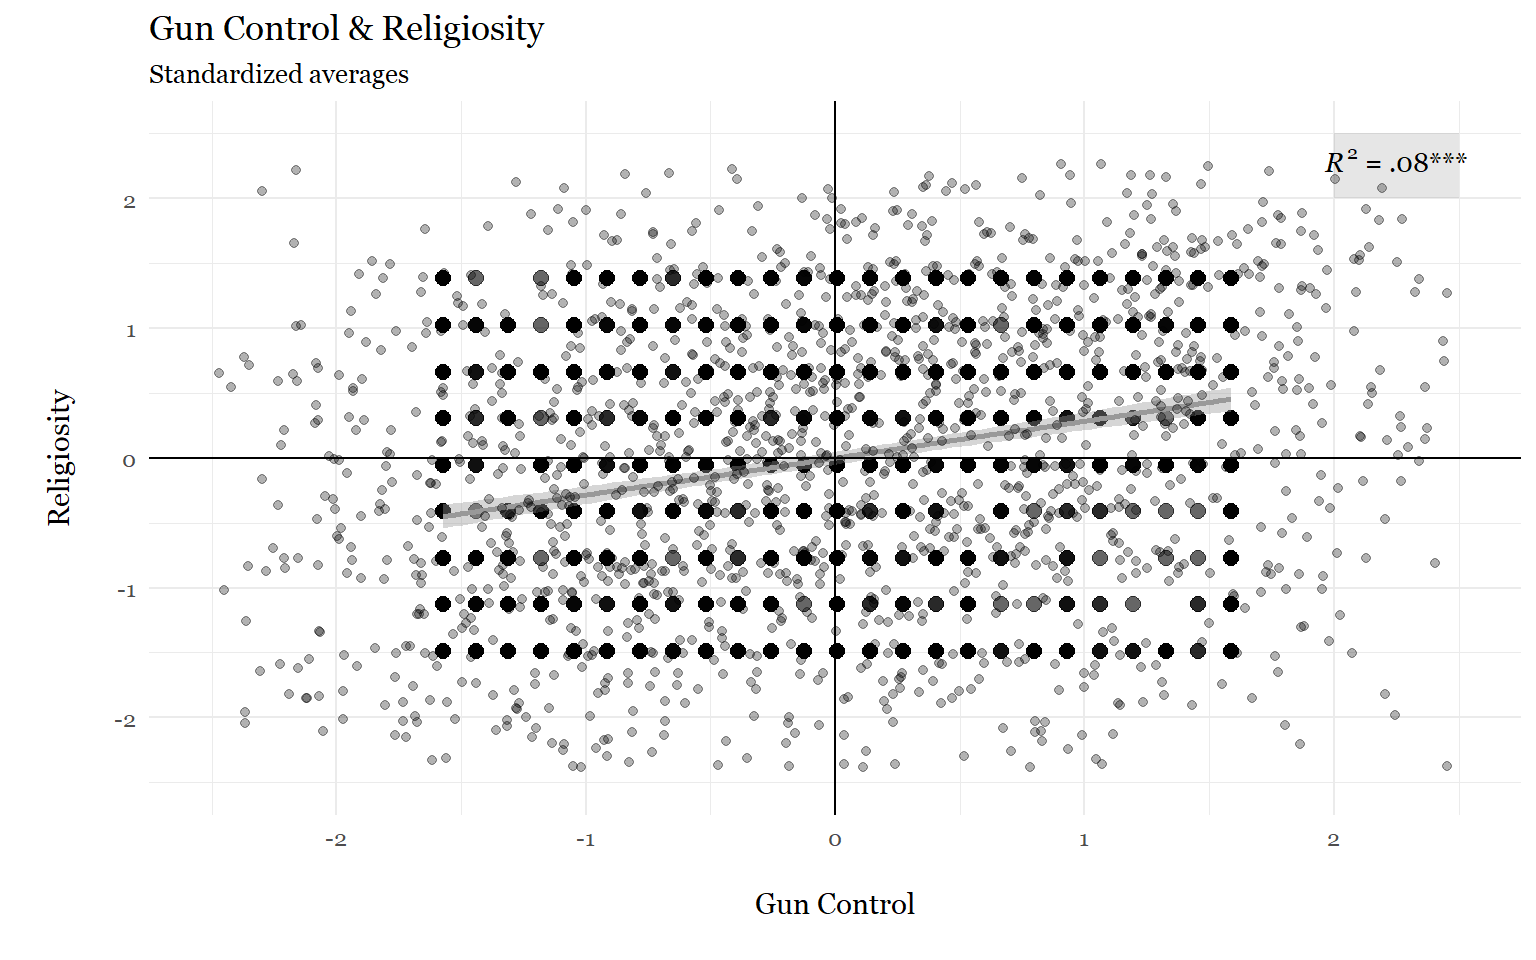 Gun Control & Religiosity
Standardized averages
R² = .08***
2
1
0
-1
-2
Religiosity
-2 -1 0 1 2
Gun Control